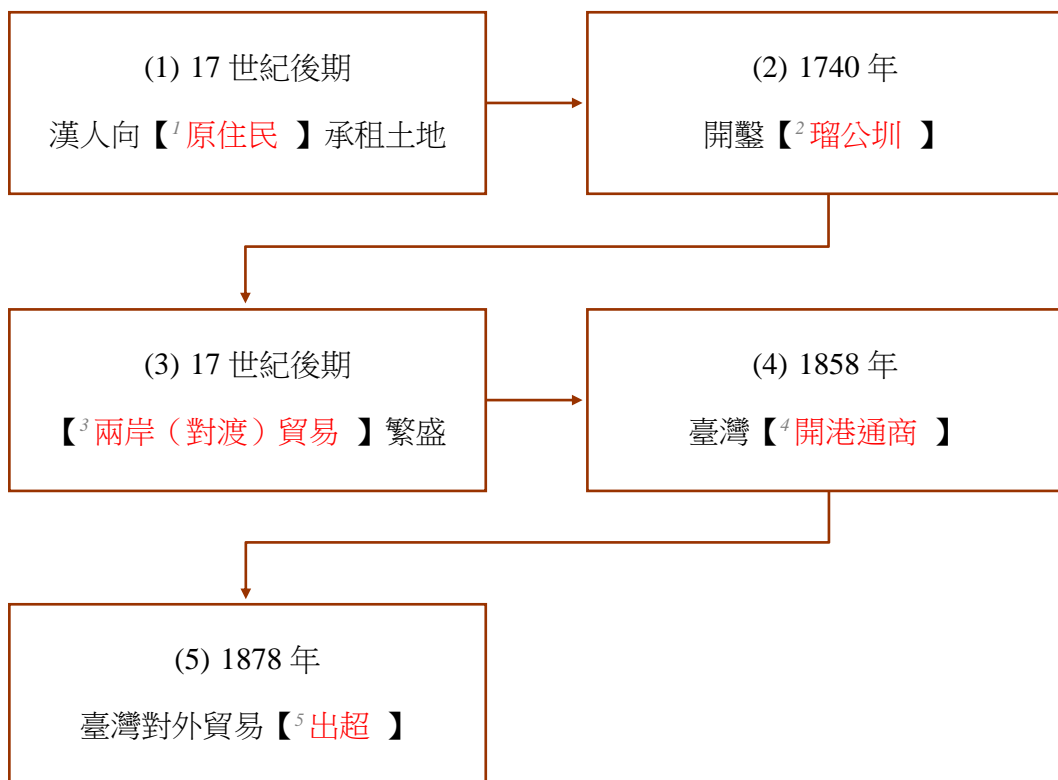 (1) 17 世紀後期
漢人向【1 原住民 】承租土地
(2) 1740 年
開鑿【2 瑠公圳 】
(3) 17 世紀後期
【3 兩岸（對渡）貿易 】繁盛
(4) 1858 年
臺灣【4 開港通商 】
(5) 1878 年
臺灣對外貿易【5 出超 】